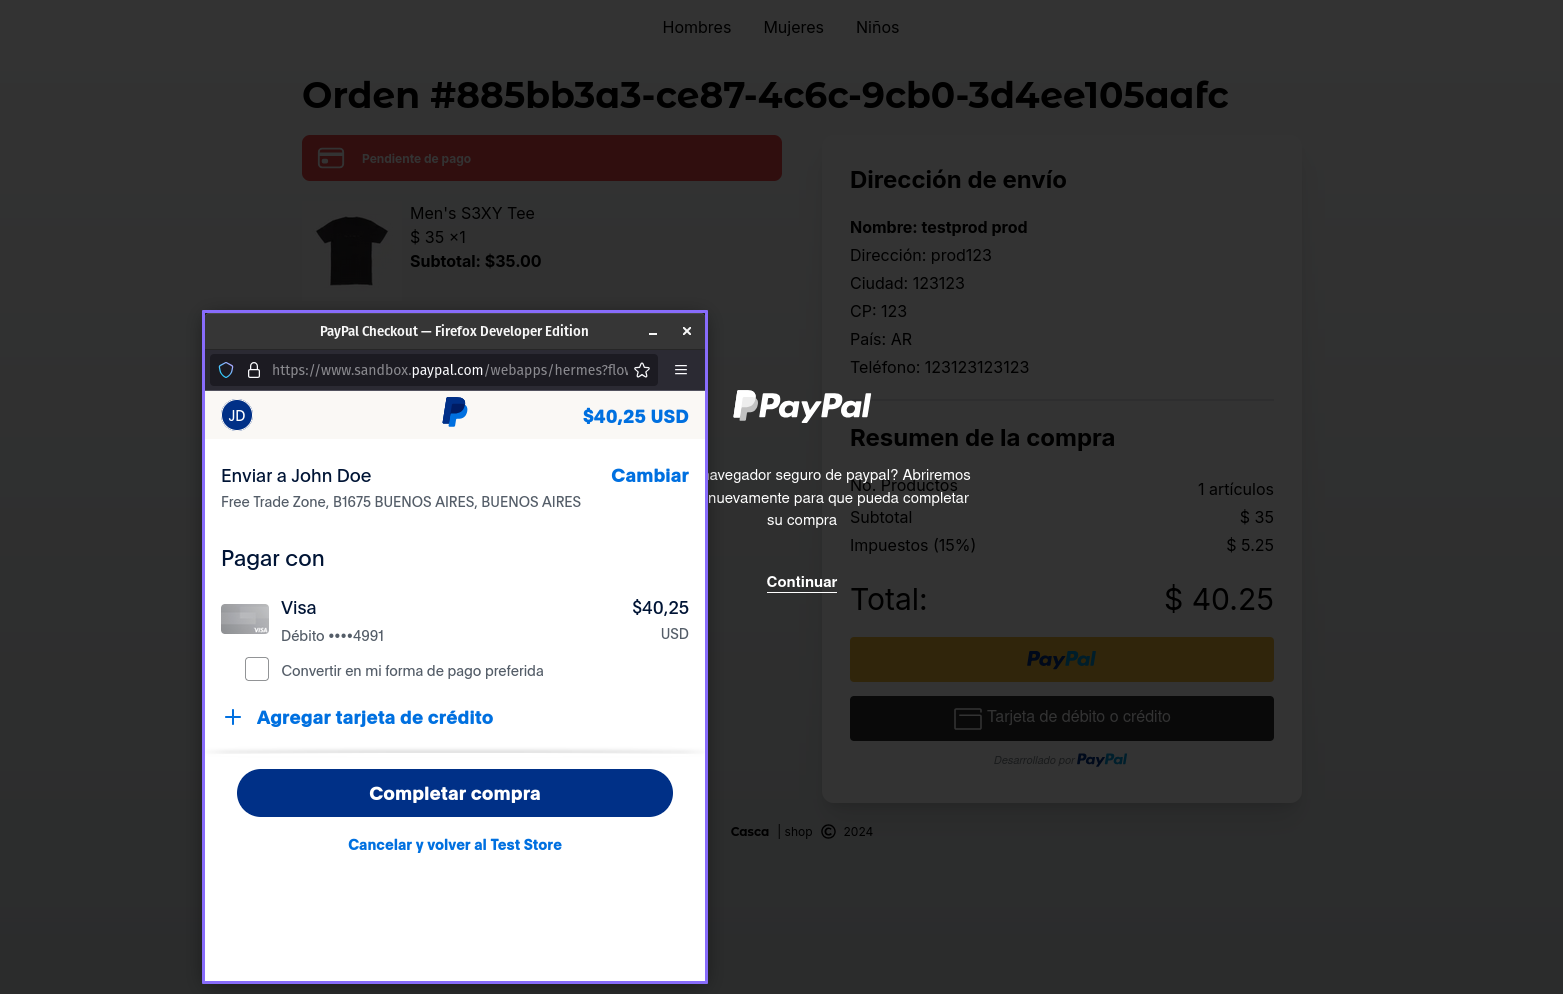 Hombres Mujeres Niños
Orden #885bb3a3-ce87-4c6c-9cb0-3d4ee105aafc
Pendiente de pago
Men's S3XY Tee
$ 35 ×1
Subtotal: $35.00
Dirección de envío
Nombre: testprod prod
Dirección: prod123
Ciudad: 123123
CP: 123
País: AR
Teléfono: 123123123123
PayPal Checkout — Firefox Developer Edition
https://www.sandbox.paypal.com/webapps/hermes?flo
JD
$40,25 USD
Enviar a John Doe
Cambiar
Free Trade Zone, B1675 BUENOS AIRES, BUENOS AIRES
Pagar con
Visa
$40,25
VISA
Débito ••••4991
USD
Convertir en mi forma de pago preferida
Agregar tarjeta de crédito
Completar compra
Cancelar y volver al Test Store
PayPal
navegador seguro de paypal? Abriremos
nuevamente para que pueda completar
su compra
Continuar
Resumen de la compra
No. Productos
1 artículos
Subtotal
$ 35
Impuestos (15%)
$ 5.25
Total:
$ 40.25
PayPal
Tarjeta de débito o crédito
Desarrollado por PayPal
Casca | shop © 2024